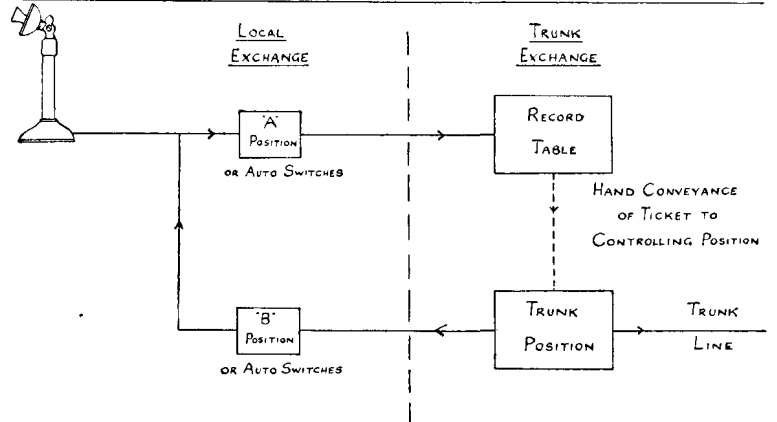 LOCAL
EXCHANGE
TRUNK
EXCHANGE
"A"
POSITION
OR AUTO SWITCHES
RECORD
TABLE
HAND CONVEYANCE
OF TICKET TO
CONTROLLING POSITION
"B"
POSITION
OR AUTO SWITCHES
TRUNK
POSITION
TRUNK
LINE